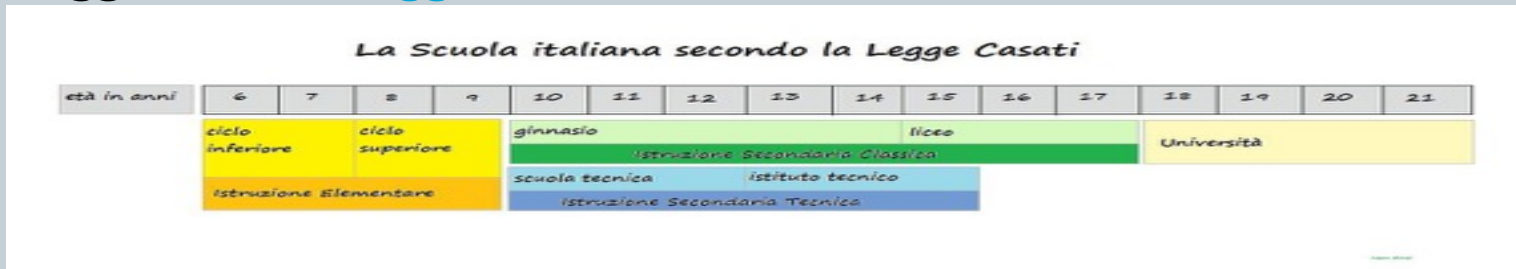 La Scuola italiana secondo la Legge Casati
età in anni 6 7 8 9 10 11 12 13 14 15 16 17 18 19 20 21
ciclo inferiore
ciclo superiore
Istruzione Elementare
ginnasio
liceo
Istruzione Secondaria Classica
scuola tecnica
istituto tecnico
Istruzione Secondaria Tecnica
Università